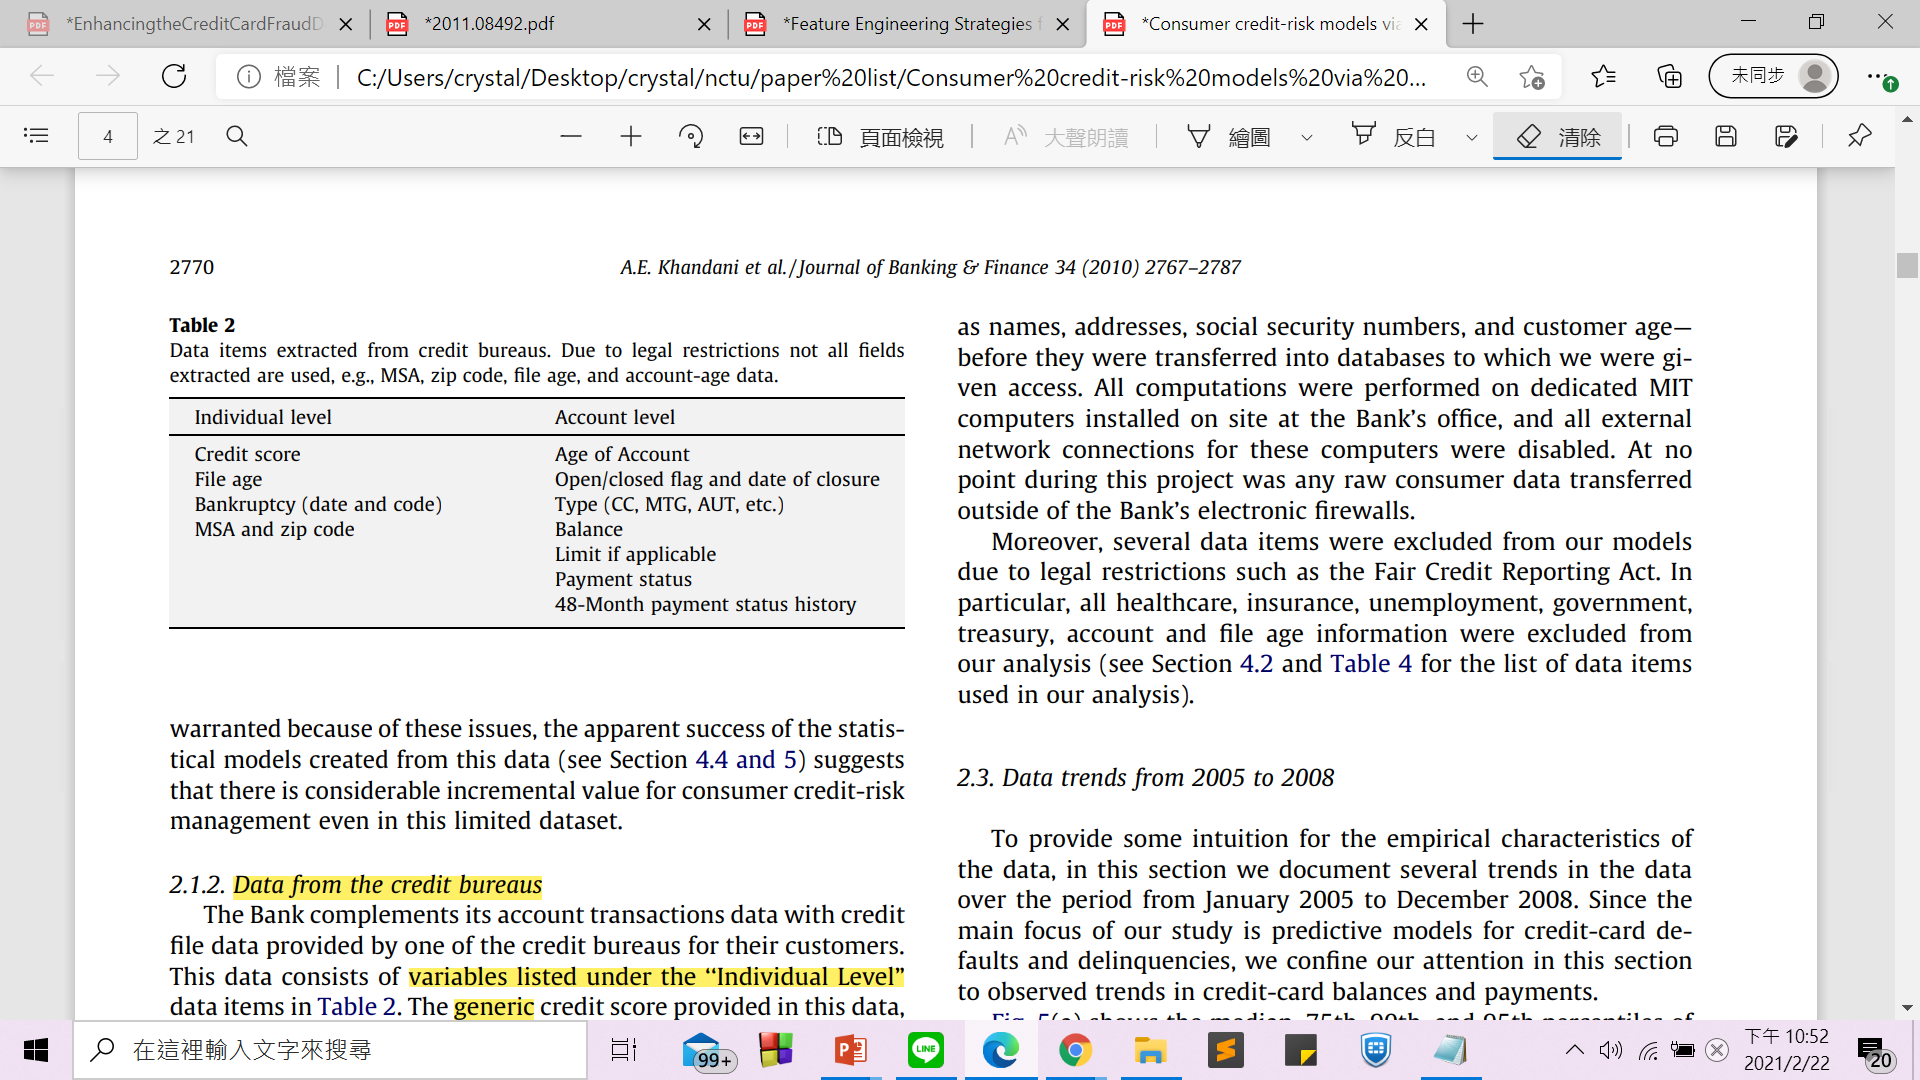 *EnhancingtheCreditCardFraudD
*2011.08492.pdf
*Feature Engineering Strategies f
*Consumer credit-risk models via
檔案
C:/Users/crystal/Desktop/crystal/nctu/paper%20list/Consumer%20credit-risk%20models%20via%20...
未同步
4
之 21
頁面檢視
大聲朗讀
繪圖
反白
清除
2770
A.E. Khandani et al./Journal of Banking & Finance 34 (2010) 2767–2787
Table 2
Data items extracted from credit bureaus. Due to legal restrictions not all fields
extracted are used, e.g., MSA, zip code, file age, and account-age data.
Individual level Account level
Credit score Age of Account
File age Open/closed flag and date of closure
Bankruptcy (date and code) Type (CC, MTG, AUT, etc.)
MSA and zip code Balance
Limit if applicable
Payment status
48-Month payment status history
warranted because of these issues, the apparent success of the statis-
tical models created from this data (see Section 4.4 and 5) suggests
that there is considerable incremental value for consumer credit-risk
management even in this limited dataset.
2.1.2. Data from the credit bureaus
The Bank complements its account transactions data with credit
file data provided by one of the credit bureaus for their customers.
This data consists of variables listed under the “Individual Level”
data items in Table 2. The generic credit score provided in this data,
as names, addresses, social security numbers, and customer age—
before they were transferred into databases to which we were gi-
ven access. All computations were performed on dedicated MIT
computers installed on site at the Bank’s office, and all external
network connections for these computers were disabled. At no
point during this project was any raw consumer data transferred
outside of the Bank’s electronic firewalls.
Moreover, several data items were excluded from our models
due to legal restrictions such as the Fair Credit Reporting Act. In
particular, all healthcare, insurance, unemployment, government,
treasury, account and file age information were excluded from
our analysis (see Section 4.2 and Table 4 for the list of data items
used in our analysis).
2.3. Data trends from 2005 to 2008
To provide some intuition for the empirical characteristics of
the data, in this section we document several trends in the data
over the period from January 2005 to December 2008. Since the
main focus of our study is predictive models for credit-card de-
faults and delinquencies, we confine our attention in this section
to observed trends in credit-card balances and payments.
Fig. 5(a) shows the median, 75th, 90th, and 95th percentiles of
在這裡輸入文字來搜尋
99+
LINE
下午 10:52
2021/2/22
20